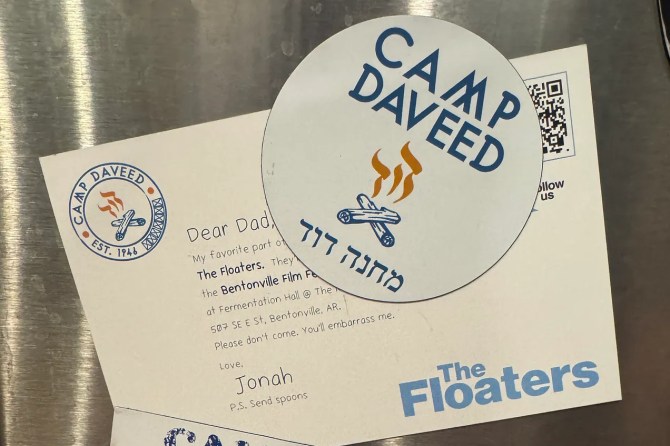 CAMP
DAVEED
דוד
מחנה דוד
CAMP DAVEED
EST. 1946
Dear Dad,
"My favorite part of
The Floaters. They
the Bentonville Film
at Fermentation Hall @ The
507 SE E St, Bentonville, AR.
Please don't come. You'll embarrass me.
Love,
Jonah
P.S. Send spoons
us
The
Floaters